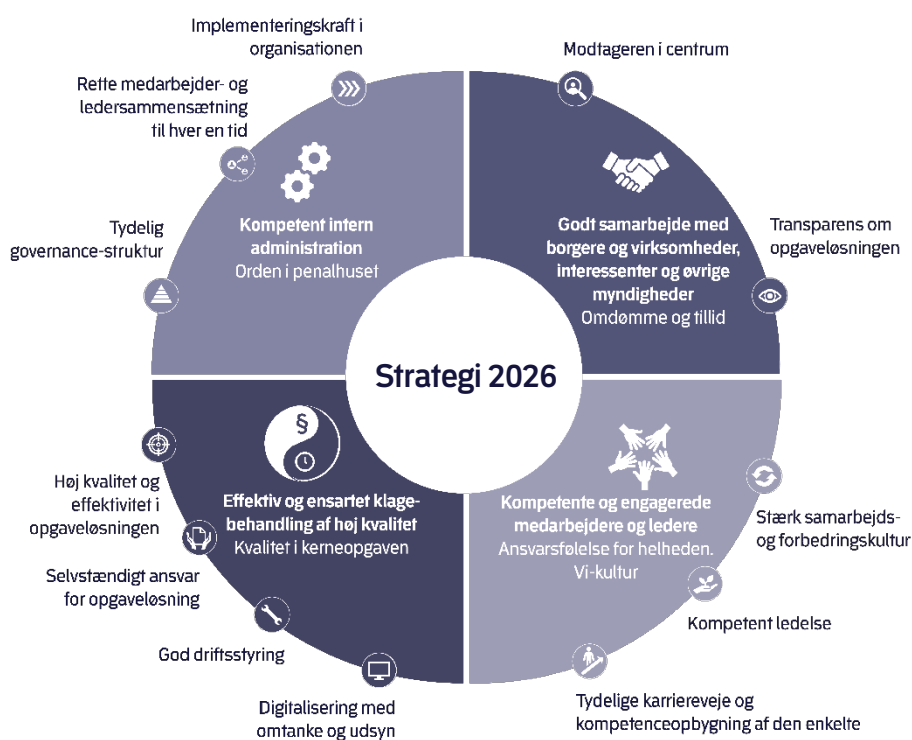 Implementeringskraft i
organisationen
Rette medarbejder- og
ledersammensætning
til hver en tid
Tydelig
governance-struktur
Kompetent intern
administration
Orden i penalhuset
Modtageren i centrum
Transparens om
opgaveløsningen
Godt samarbejde med
borgere og virksomheder,
interessenter og øvrige
myndigheder
Omdømme og tillid
Strategi 2026
§
Effektiv og ensartet klage-
behandling af høj kvalitet
Kvalitet i kerneopgaven
Høj kvalitet og
effektivitet i
opgaveløsningen
Selvstændigt ansvar
for opgaveløsning
God driftsstyring
Digitalisering med
omtanke og udsyn
Kompetente og engagerede
medarbejdere og ledere
Ansvarsfølelse for helheden.
Vi-kultur
Stærk samarbejds-
og forbedringskultur
Kompetent ledelse
Tydelige karriereveje og
kompetenceopbygning af den enkelte